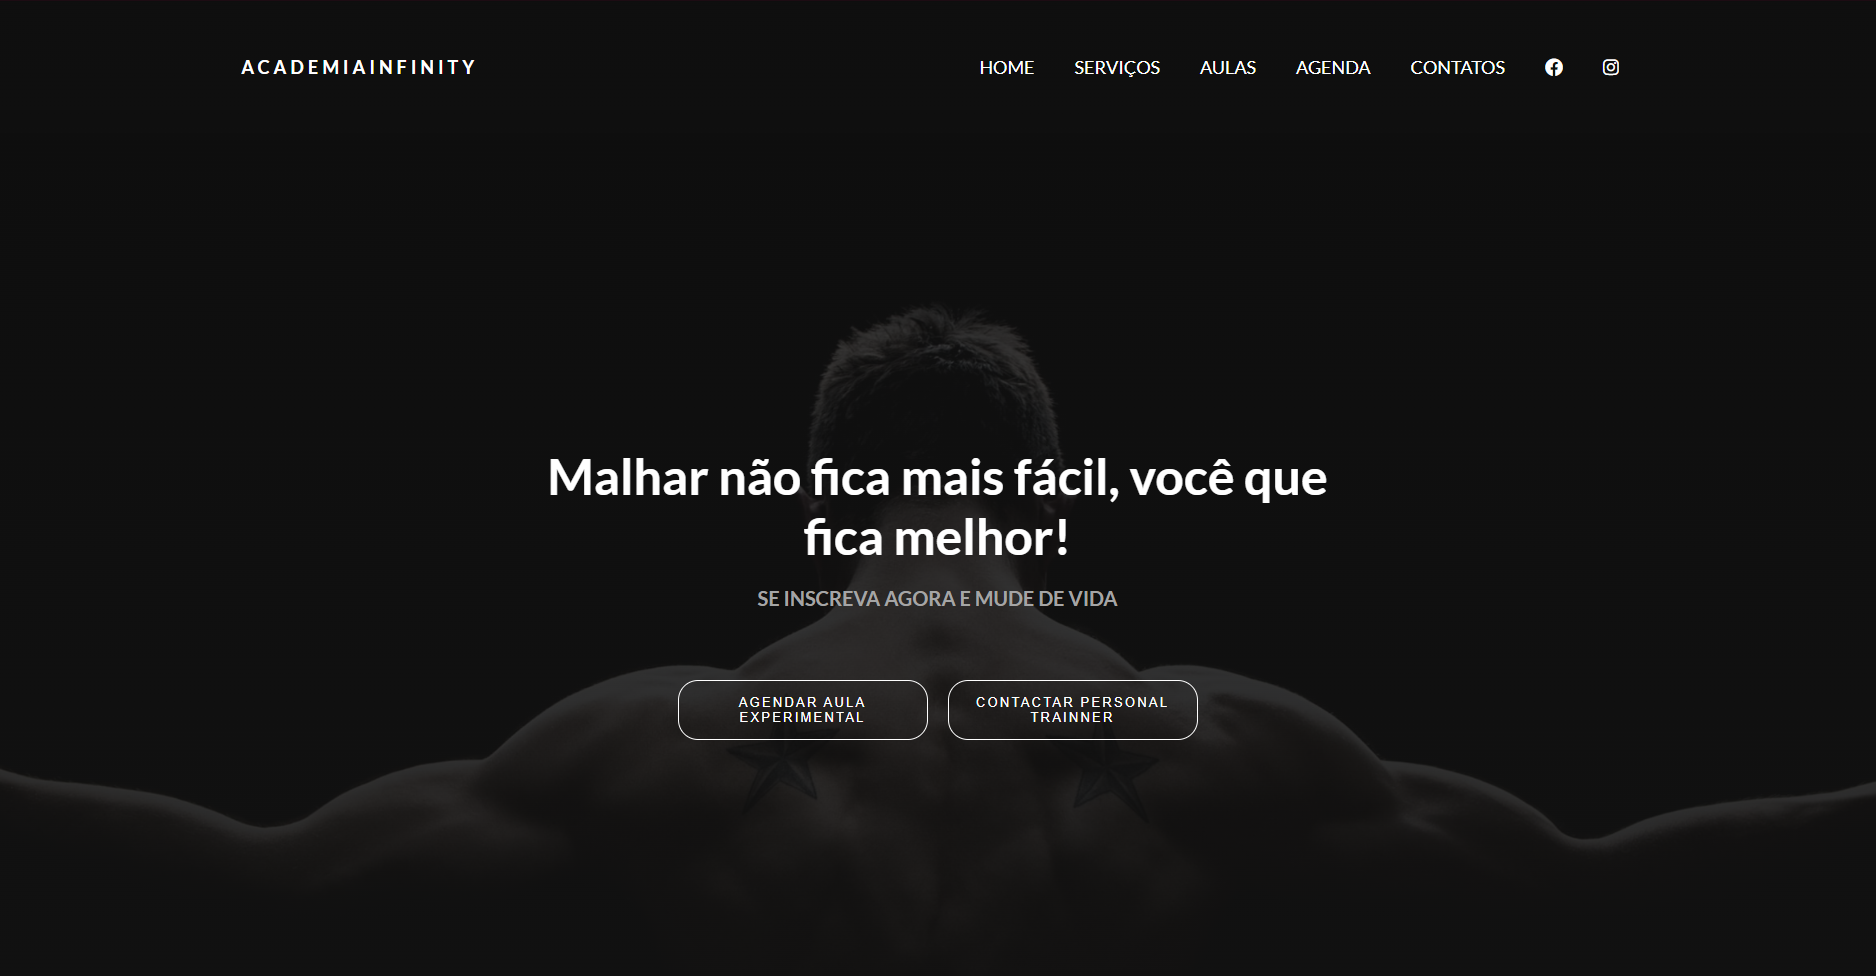 ACADEMIAINFINITY
HOME SERVIÇOS AULAS AGENDA CONTATOS
Malhar não fica mais fácil, você que
fica melhor!
SE INSCREVA AGORA E MUDE DE VIDA
AGENDAR AULA
EXPERIMENTAL
CONTACTAR PERSONAL
TRAINNER